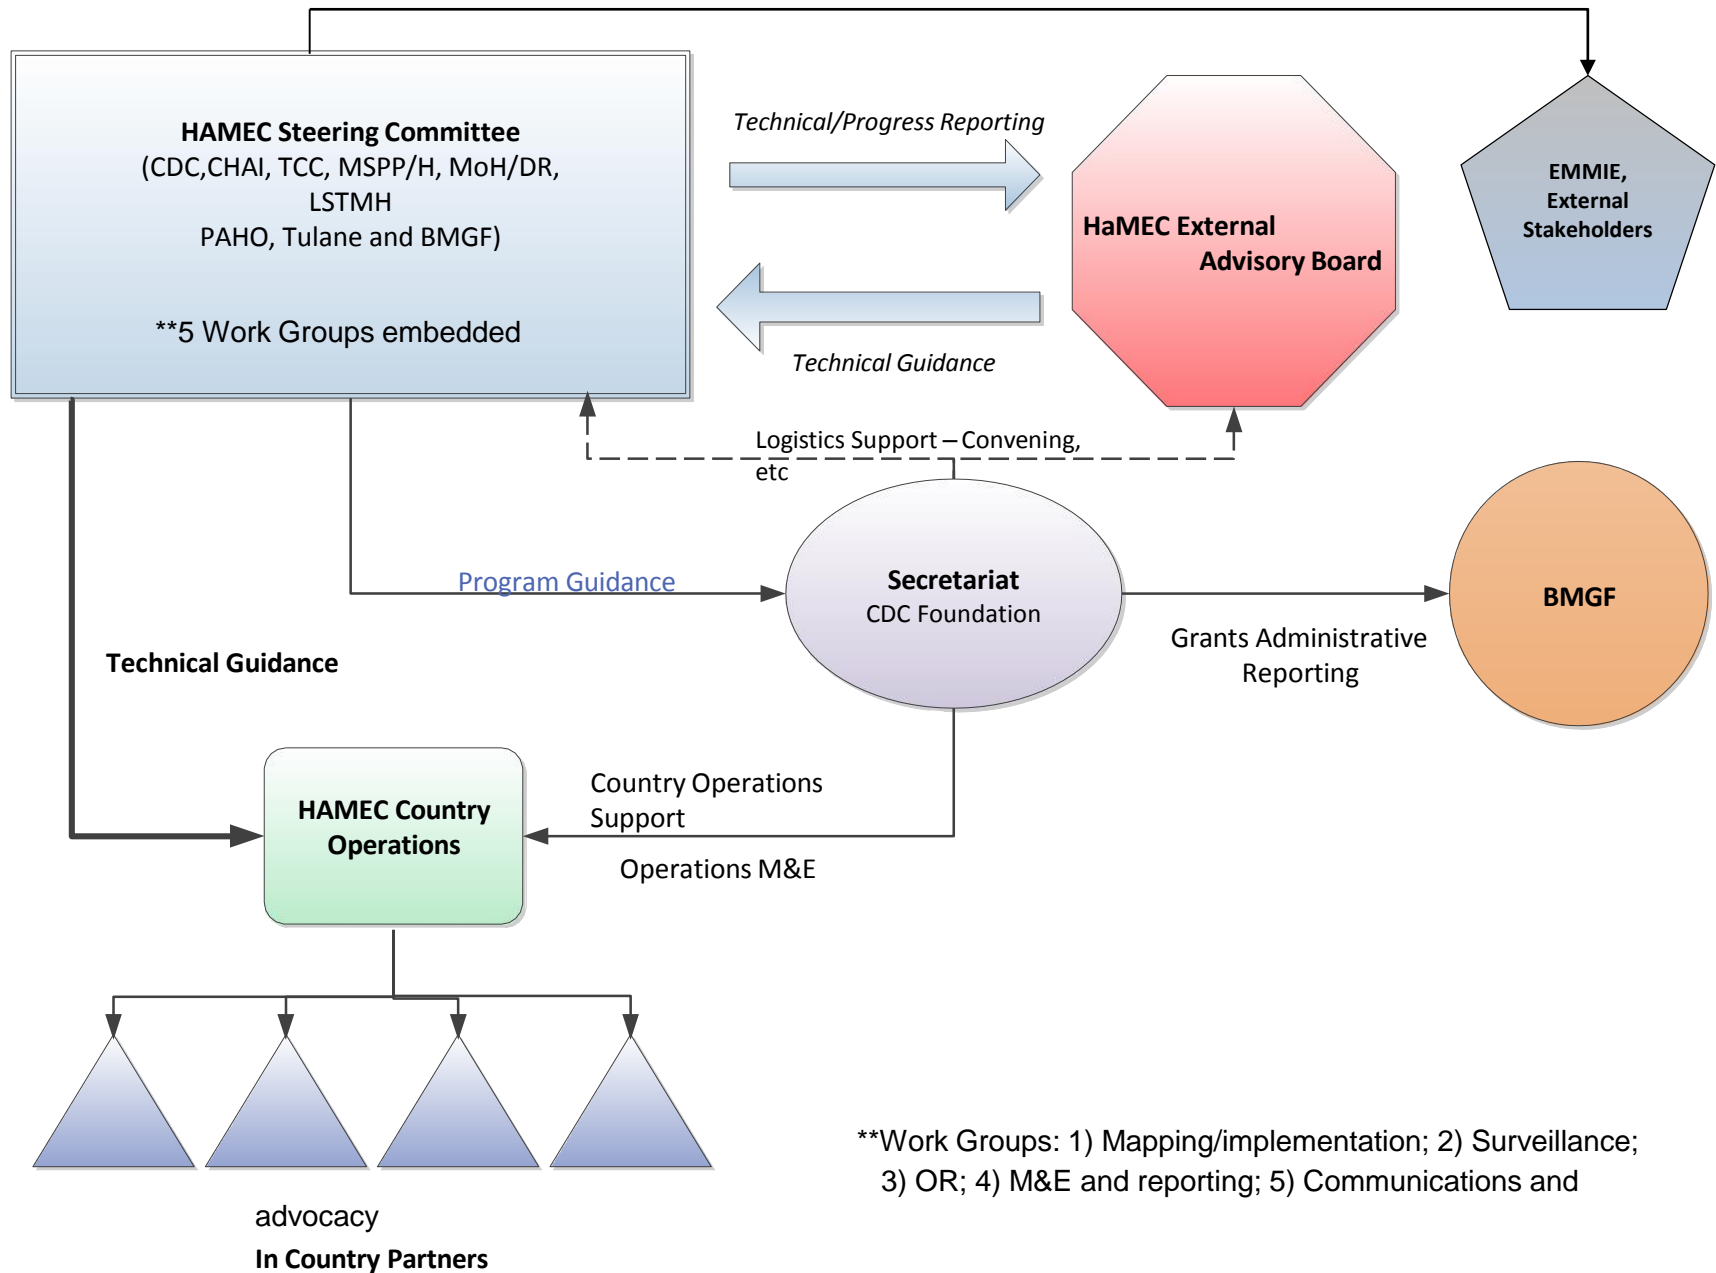 HAMEC Steering Committee
(CDC,CHAI, TCC, MSPP/H, MoH/DR,
LSTMH
PAHO, Tulane and BMGF)
**5 Work Groups embedded
Technical/Progress Reporting
Technical Guidance
HaMEC External
Advisory Board
EMMIE,
External
Stakeholders
Logistics Support – Convening,
etc
Program Guidance
Secretariat
CDC Foundation
Grants Administrative
Reporting
BMGF
Technical Guidance
HAMEC Country
Operations
Country Operations
Support
Operations M&E
**Work Groups: 1) Mapping/implementation; 2) Surveillance;
3) OR; 4) M&E and reporting; 5) Communications and
advocacy
In Country Partners